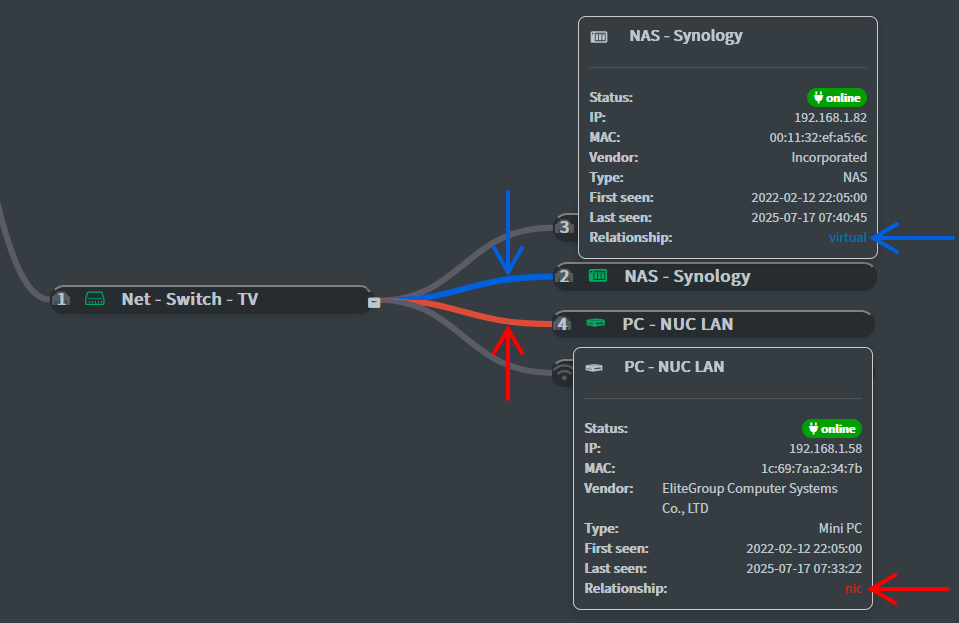 NAS - Synology
Status: online
IP: 192.168.1.82
MAC: 00:11:32:ef:a5:6c
Vendor: Incorporated
Type: NAS
First seen: 2022-02-12 22:05:00
Last seen: 2025-07-17 07:40:45
Relationship: virtual
3
2 NAS - Synology
1 Net - Switch - TV
4 PC - NUC LAN
PC - NUC LAN
Status: online
IP: 192.168.1.58
MAC: 1c:69:7a:a2:34:7b
Vendor: EliteGroup Computer Systems
Co., LTD
Type: Mini PC
First seen: 2022-02-12 22:05:00
Last seen: 2025-07-17 07:33:22
Relationship: nic